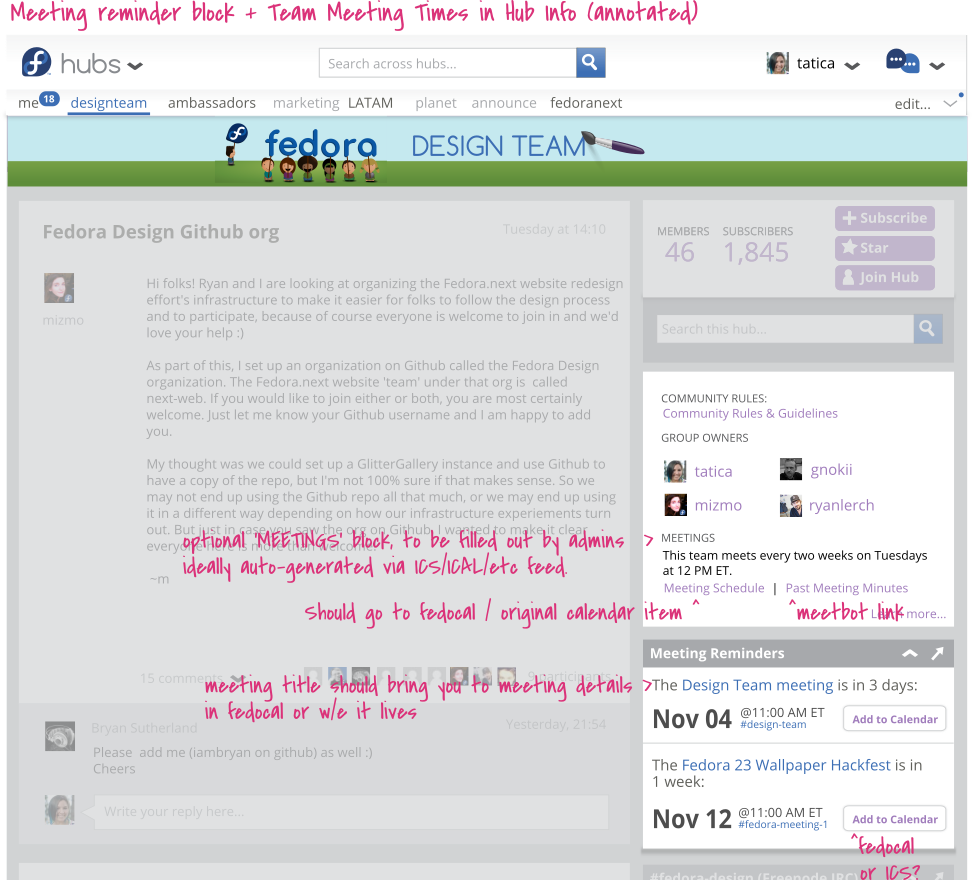 Meeting reminder block + Team Meeting Times in Hub Info (annotated)
hubs
Search across hubs...
tatica
me 18 designteam ambassadors marketing LATAM planet announce fedoranext edit...
fedora DESIGN TEAM
Fedora Design Github org
Tuesday at 14:10
mizmo
Hi folks! Ryan and I are looking at organizing the Fedora.next website redesign
effort's infrastructure to make it easier for folks to follow the design process
and to participate, because of course everyone is welcome to join in and we'd
love your help :)
As part of this, I set up an organization on Github called the Fedora Design
organization. The Fedora.next website 'team' under that org is called
next-web. If you would like to join either or both, you are most certainly
welcome. Just let me know your Github username and I am happy to add
you.
My thought was we could set up a GlitterGallery instance and use Github to
have a copy of the repo, but I'm not 100% sure if that makes sense. So we
may not end up using the Github repo all that much, or we may end up using
it in a different way depending on how our infrastructure experiements turn
out. But just in case you saw the org on Github, I wanted to make it clear
everyone here is more than welcome.
~m
optional 'MEETINGS' block, to be filled out by admins
ideally auto-generated via ICS/ICAL/etc feed.
Should go to fedocal / original calendar item ^
15 comments
9 participants
meeting title should bring you to meeting details >
in fedocal or w/e it lives
Bryan Sutherland
Yesterday, 21:54
Please add me (iambryan on github) as well :)
Cheers
Write your reply here...
MEMBERS SUBSCRIBERS
46 1,845
Subscribe
Star
Join Hub
Search this hub...
COMMUNITY RULES:
Community Rules & Guidelines
GROUP OWNERS
tatica gnokii
mizmo ryanlerch
> MEETINGS
This team meets every two weeks on Tuesdays
at 12 PM ET.
Meeting Schedule | Past Meeting Minutes
^meetbot link
more...
Meeting Reminders
The Design Team meeting is in 3 days:
Nov 04 @11:00 AM ET
#design-team
Add to Calendar
The Fedora 23 Wallpaper Hackfest is in
1 week:
Nov 12 @11:00 AM ET
#fedora-meeting-1
Add to Calendar
^fedocal
or ICS?
#fedora-design (Freenode IRC)